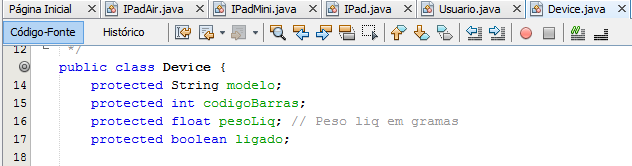 Página Inicial IPadAir.java IPadMini.java IPad.java Usuario.java Device.java
Código-Fonte Histórico
12 */
public class Device {
14 protected String modelo;
15 protected int codigoBarras;
16 protected float pesoLiq; // Peso liq em gramas
17 protected boolean ligado;
18